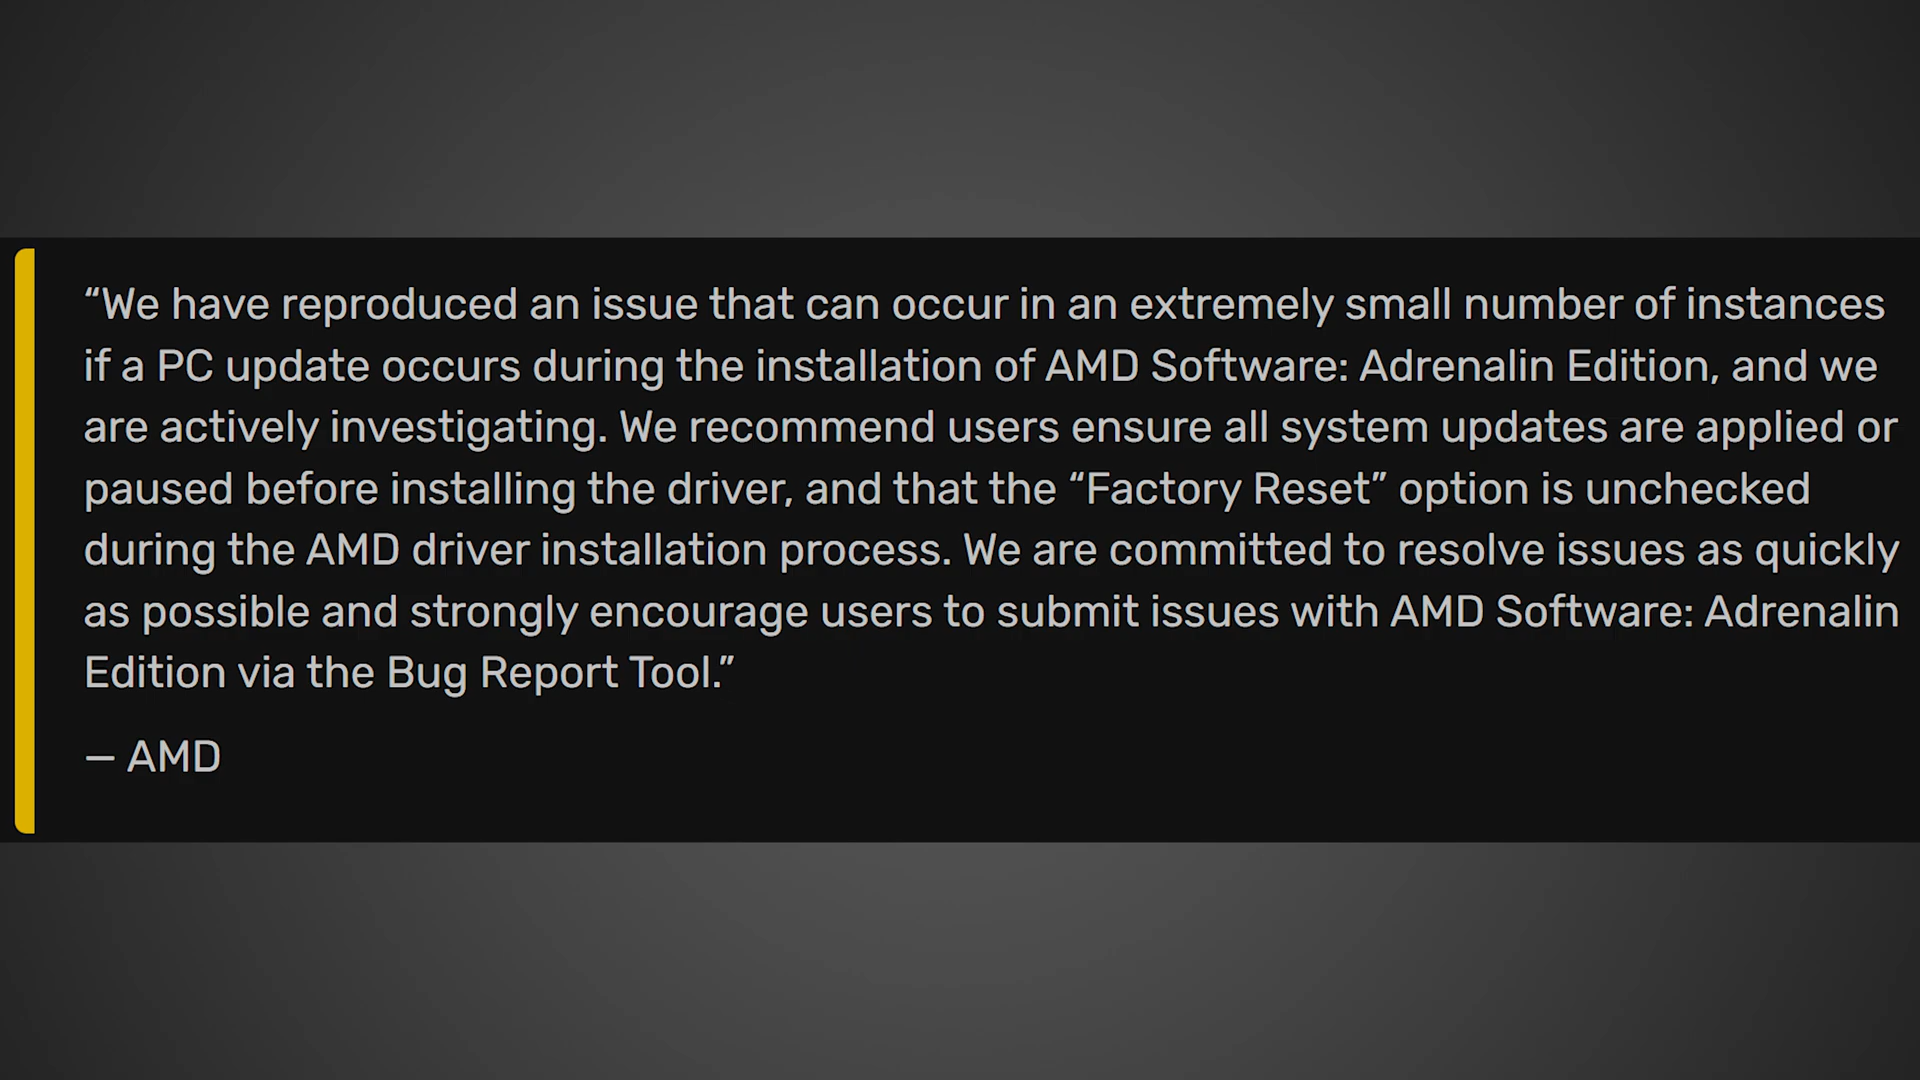 “We have reproduced an issue that can occur in an extremely small number of instances
if a PC update occurs during the installation of AMD Software: Adrenalin Edition, and we
are actively investigating. We recommend users ensure all system updates are applied or
paused before installing the driver, and that the “Factory Reset” option is unchecked
during the AMD driver installation process. We are committed to resolve issues as quickly
as possible and strongly encourage users to submit issues with AMD Software: Adrenalin
Edition via the Bug Report Tool.”
— AMD